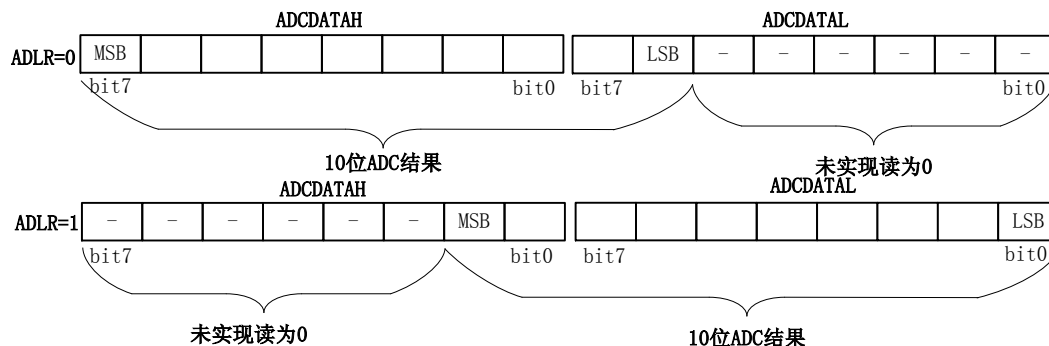 ADCDATAH ADCDATAL
ADLR=0 MSB LSB - - - - - -
bit7 bit0 bit7 bit0
10位ADC结果 未实现读为0
ADCDATAH ADCDATAL
ADLR=1 - - - - - - MSB LSB
bit7 bit0 bit7 bit0
未实现读为0 10位ADC结果